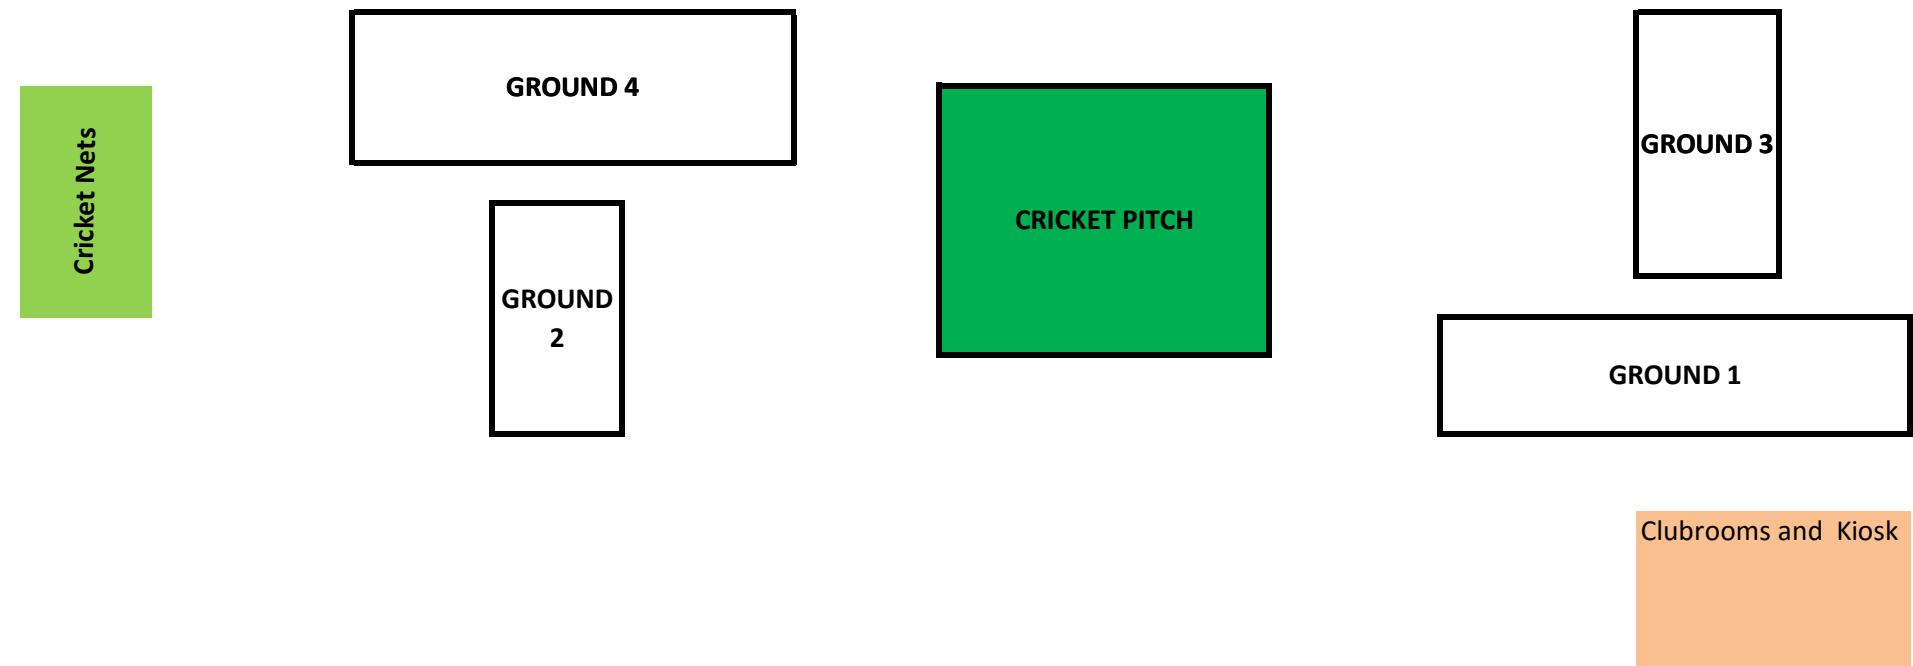 GROUND 4
Cricket Nets
GROUND
2
CRICKET PITCH
GROUND 3
GROUND 1
Clubrooms and  Kiosk